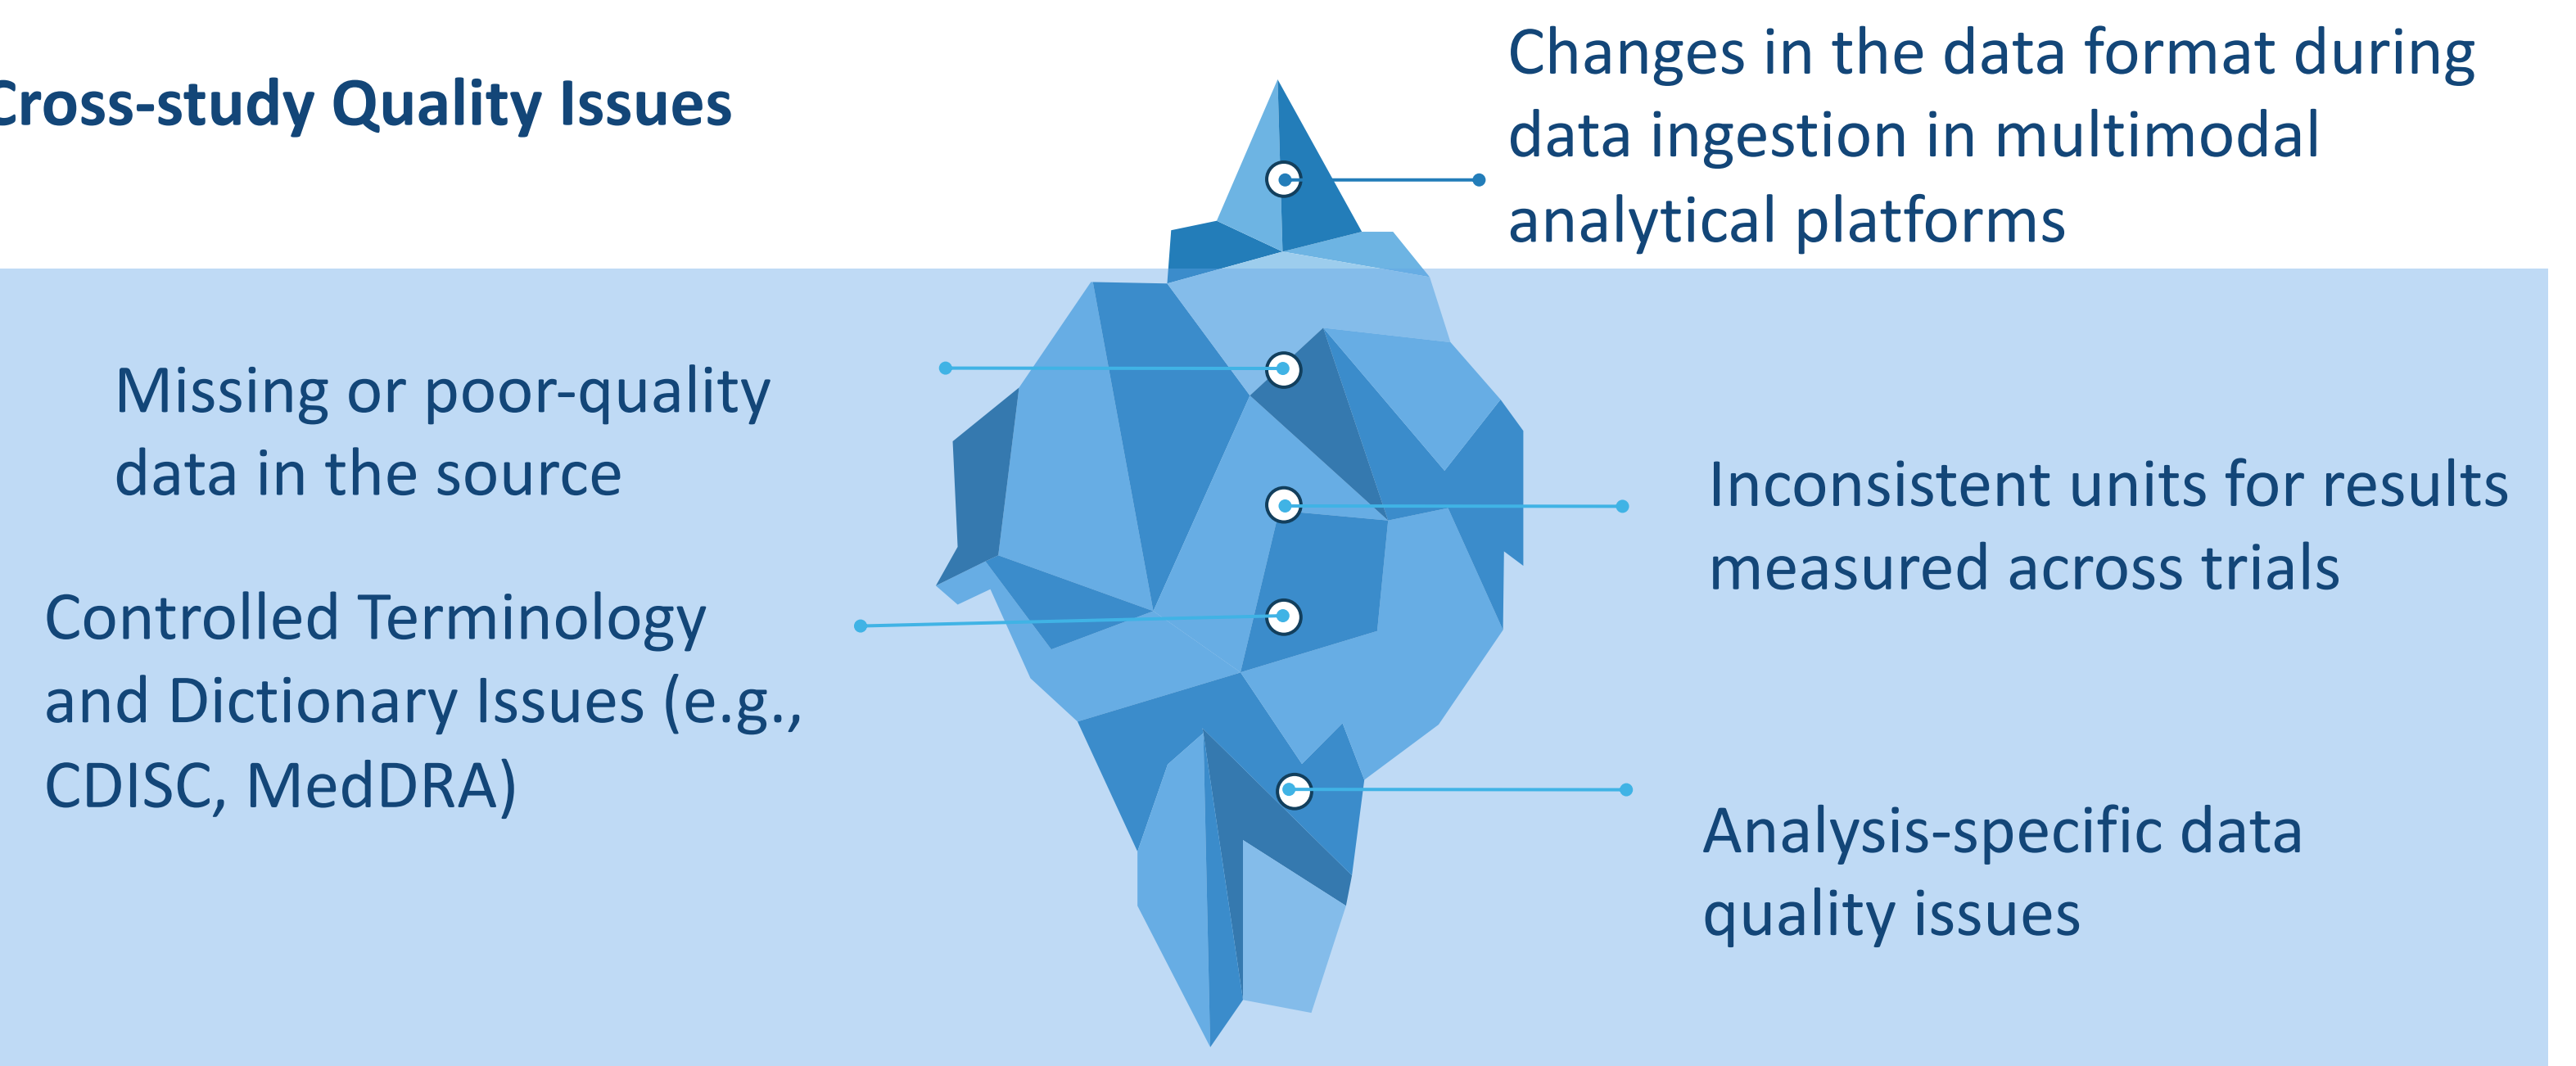 Cross-study Quality Issues
Changes in the data format during
data ingestion in multimodal
analytical platforms
Missing or poor-quality
data in the source
Inconsistent units for results
measured across trials
Controlled Terminology
and Dictionary Issues (e.g.,
CDISC, MedDRA)
Analysis-specific data
quality issues